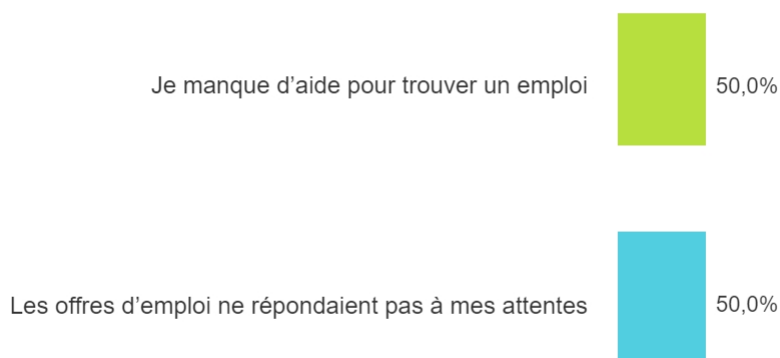 Je manque d’aide pour trouver un emploi 50,0%
Les offres d’emploi ne répondaient pas à mes attentes 50,0%